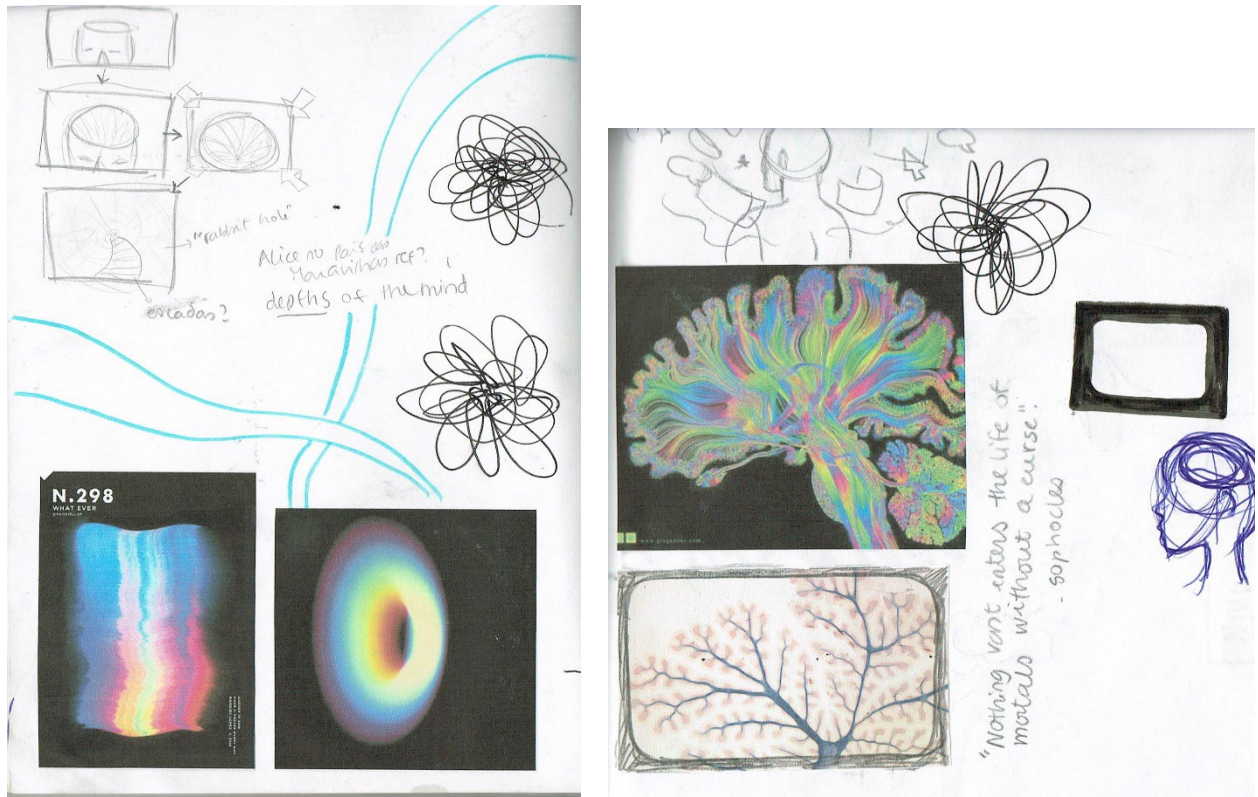 "rabbit hole"
Alice no País das
Maravilhas ref?
depths of the mind
escadas?
N.298
WHAT EVER
"Nothing vast enters the life of
mortals without a curse".
- sophocles